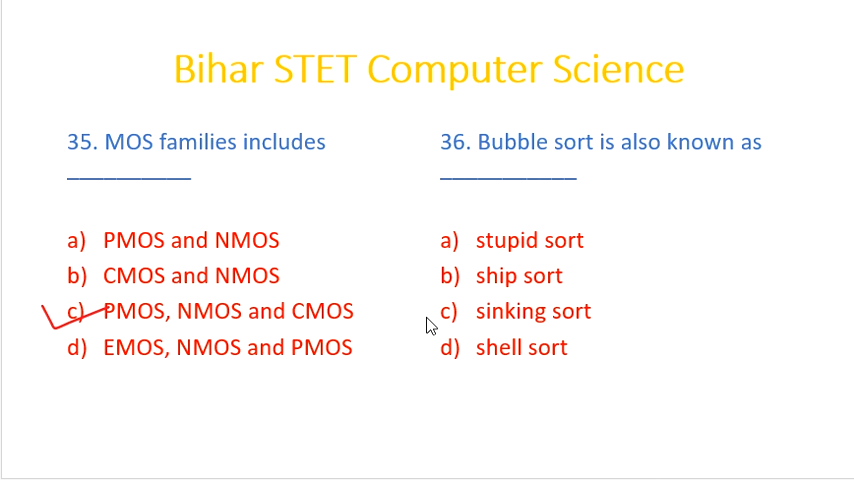 Bihar STET Computer Science
35. MOS families includes
__________
a) PMOS and NMOS
b) CMOS and NMOS
c) PMOS, NMOS and CMOS
d) EMOS, NMOS and PMOS
36. Bubble sort is also known as
___________
a) stupid sort
b) ship sort
c) sinking sort
d) shell sort